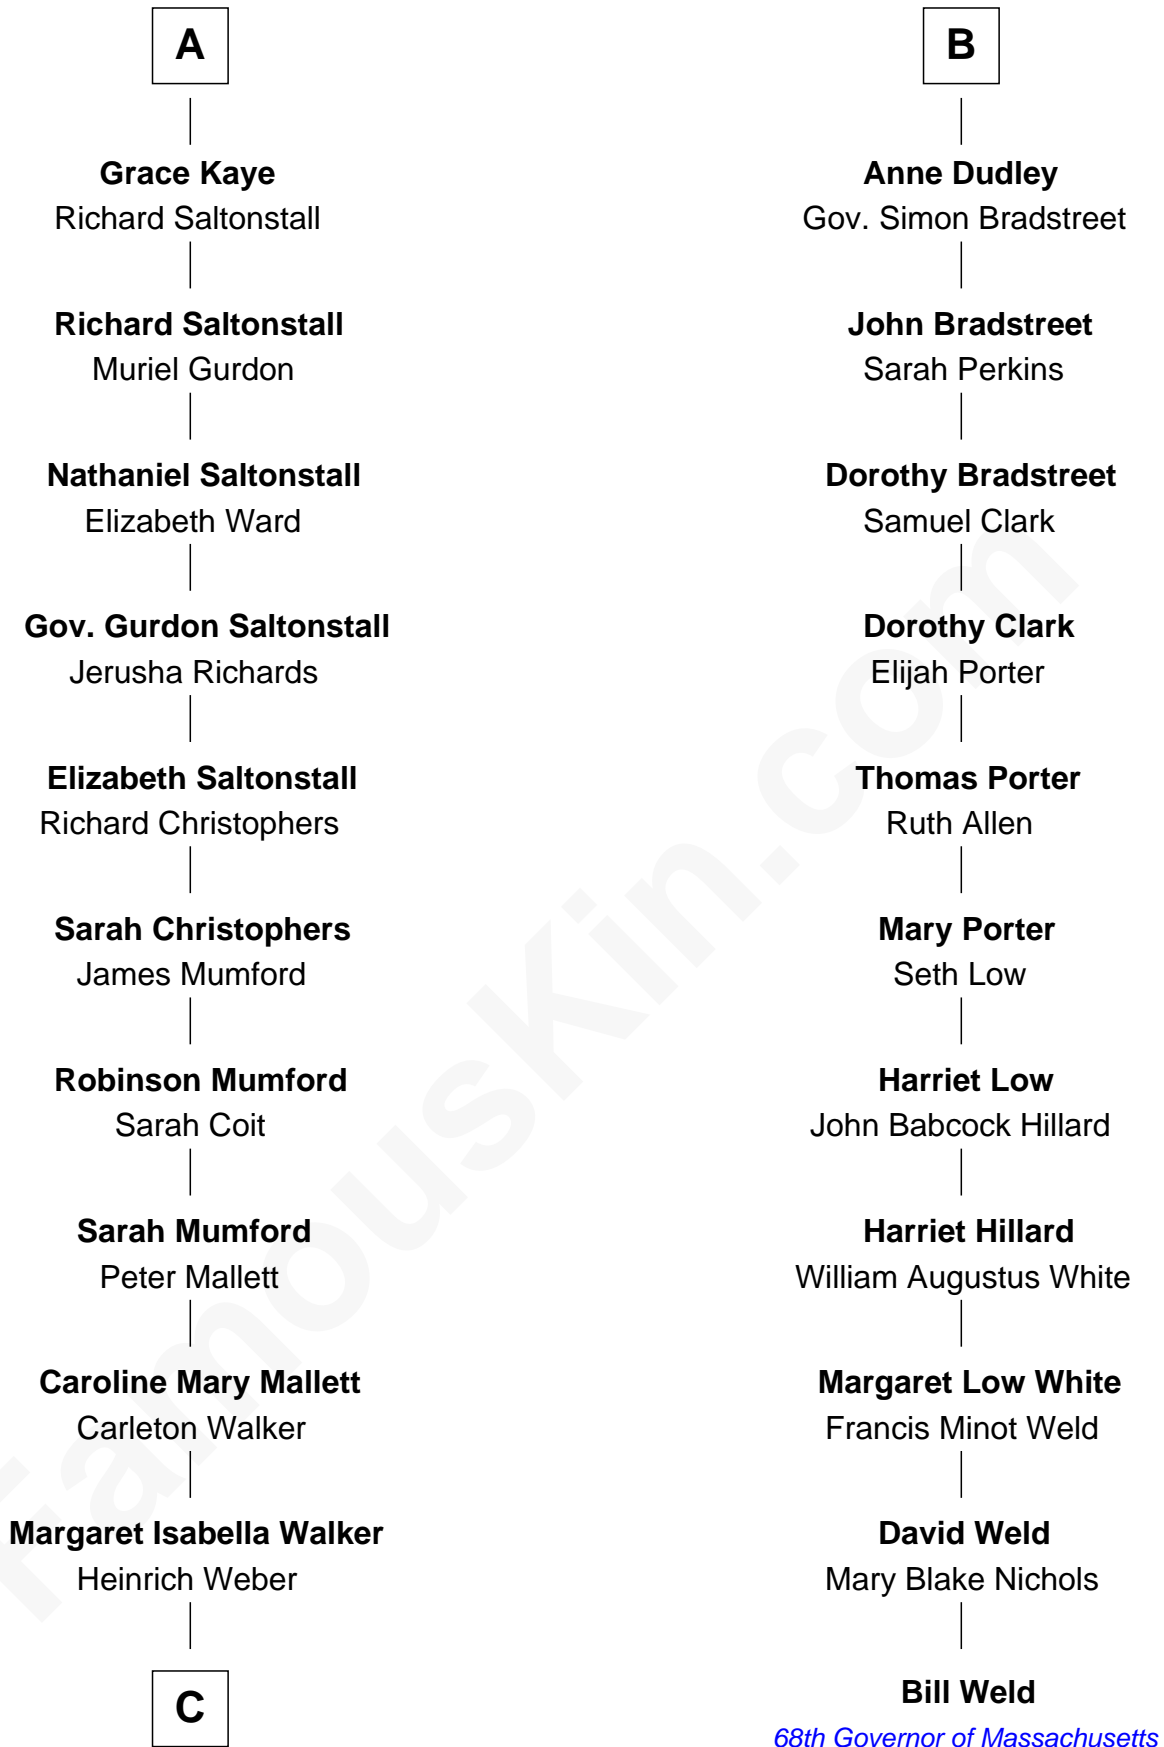 A
Grace Kaye
Richard Saltonstall
Richard Saltonstall
Muriel Gurdon
Nathaniel Saltonstall
Elizabeth Ward
Gov. Gurdon Saltonstall
Jerusha Richards
Elizabeth Saltonstall
Richard Christophers
Sarah Christophers
James Mumford
Robinson Mumford
Sarah Coit
Sarah Mumford
Peter Mallett
Caroline Mary Mallett
Carleton Walker
Margaret Isabella Walker
Heinrich Weber
C
B
Anne Dudley
Gov. Simon Bradstreet
John Bradstreet
Sarah Perkins
Dorothy Bradstreet
Samuel Clark
Dorothy Clark
Elijah Porter
Thomas Porter
Ruth Allen
Mary Porter
Seth Low
Harriet Low
John Babcock Hillard
Harriet Hillard
William Augustus White
Margaret Low White
Francis Minot Weld
David Weld
Mary Blake Nichols
Bill Weld
68th Governor of Massachusetts
FamousKin.com